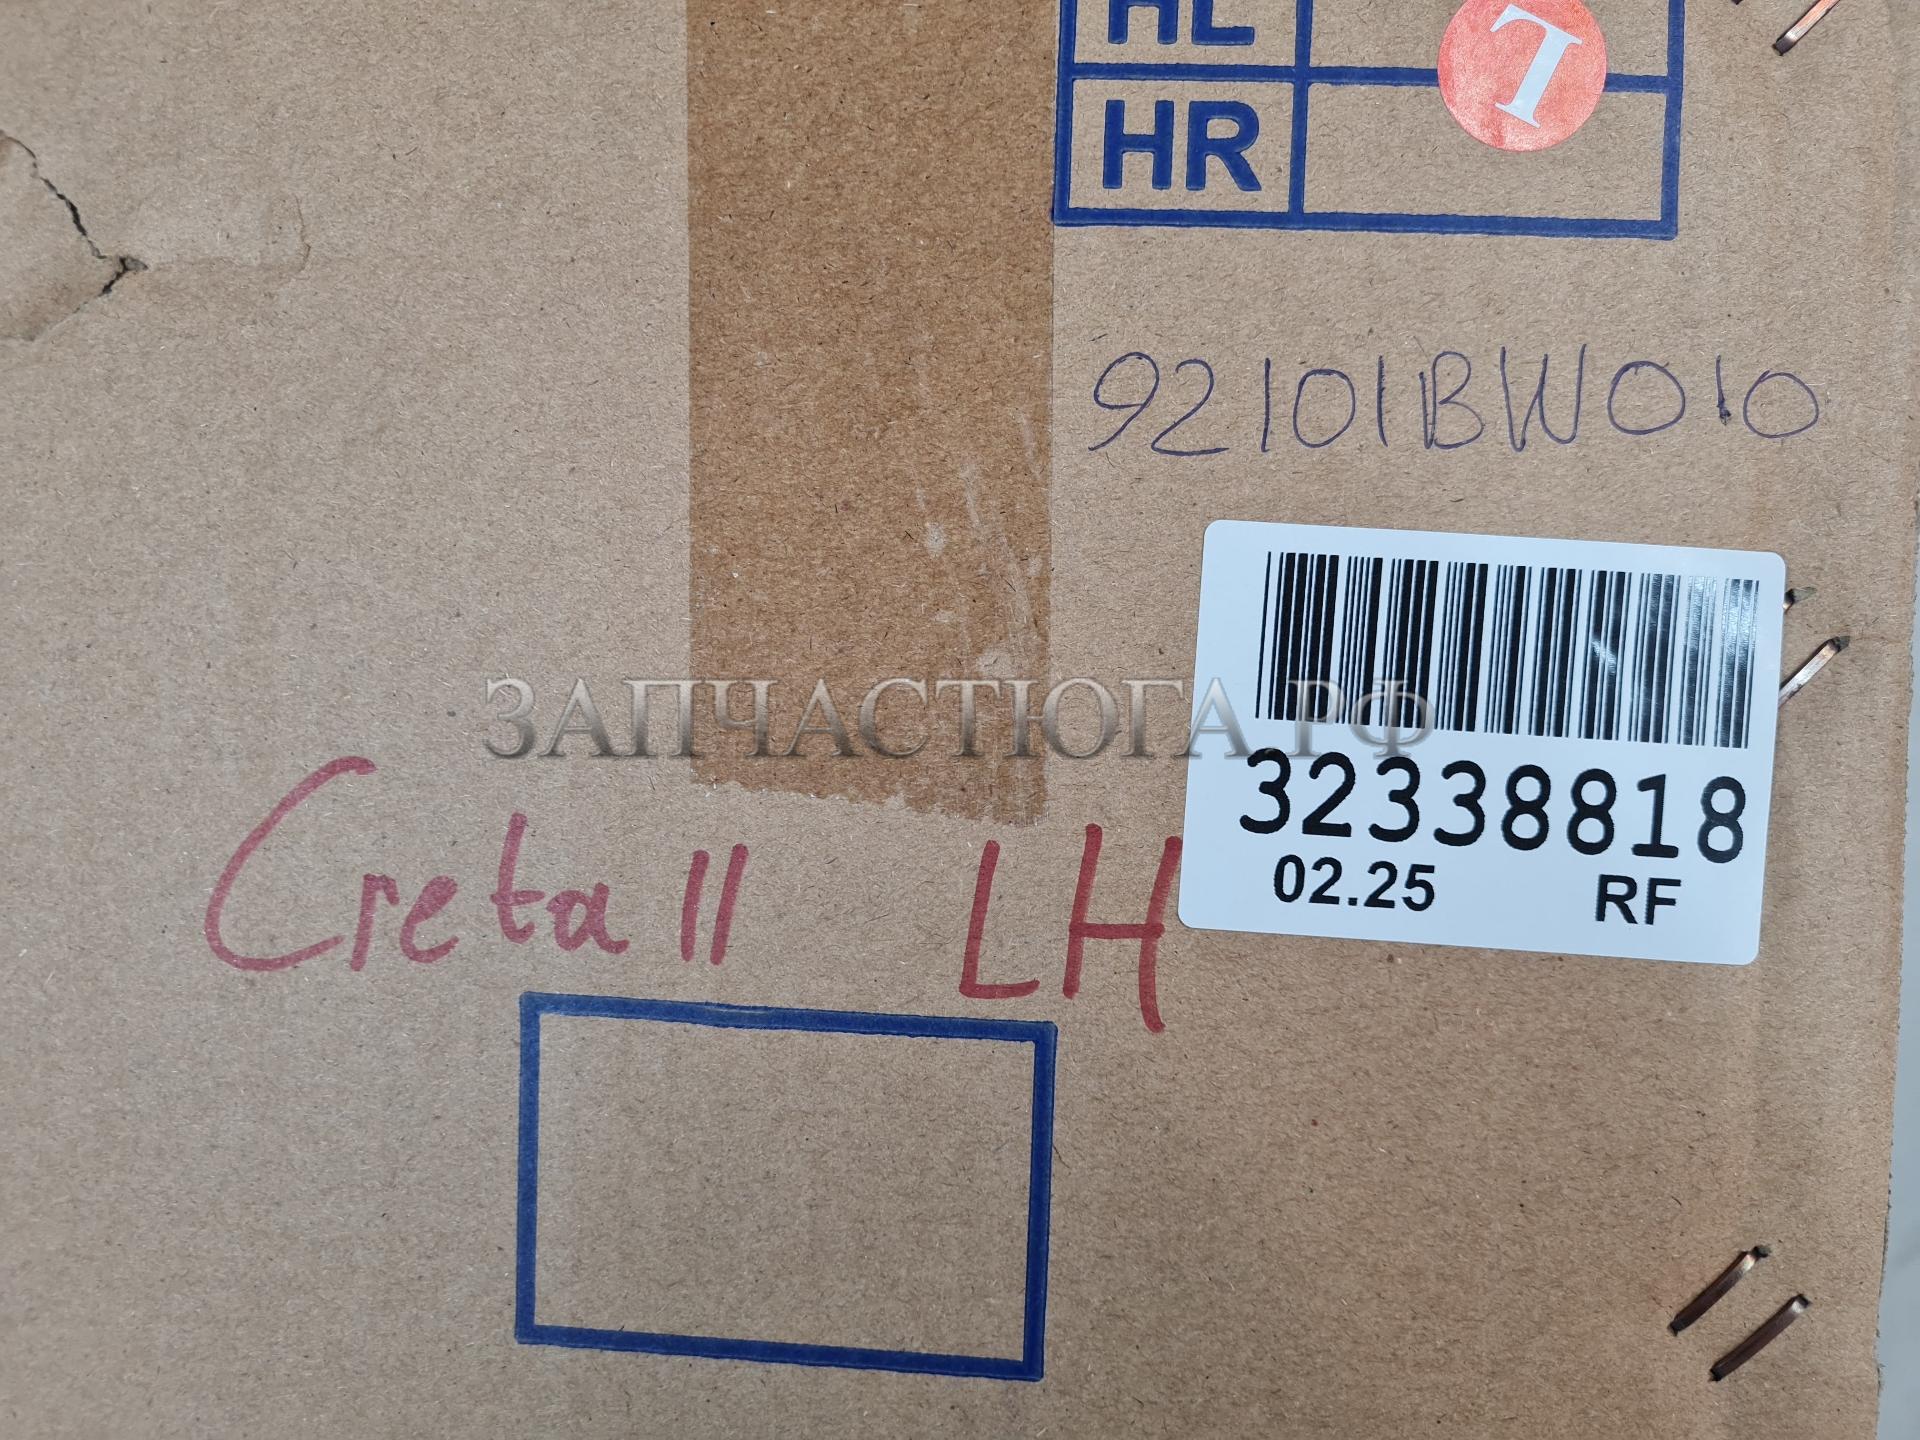 HL
HR
L
92101BW010
ЗАПЧАСТЮГА.РФ
32338818
02.25 RF
Creta II LH